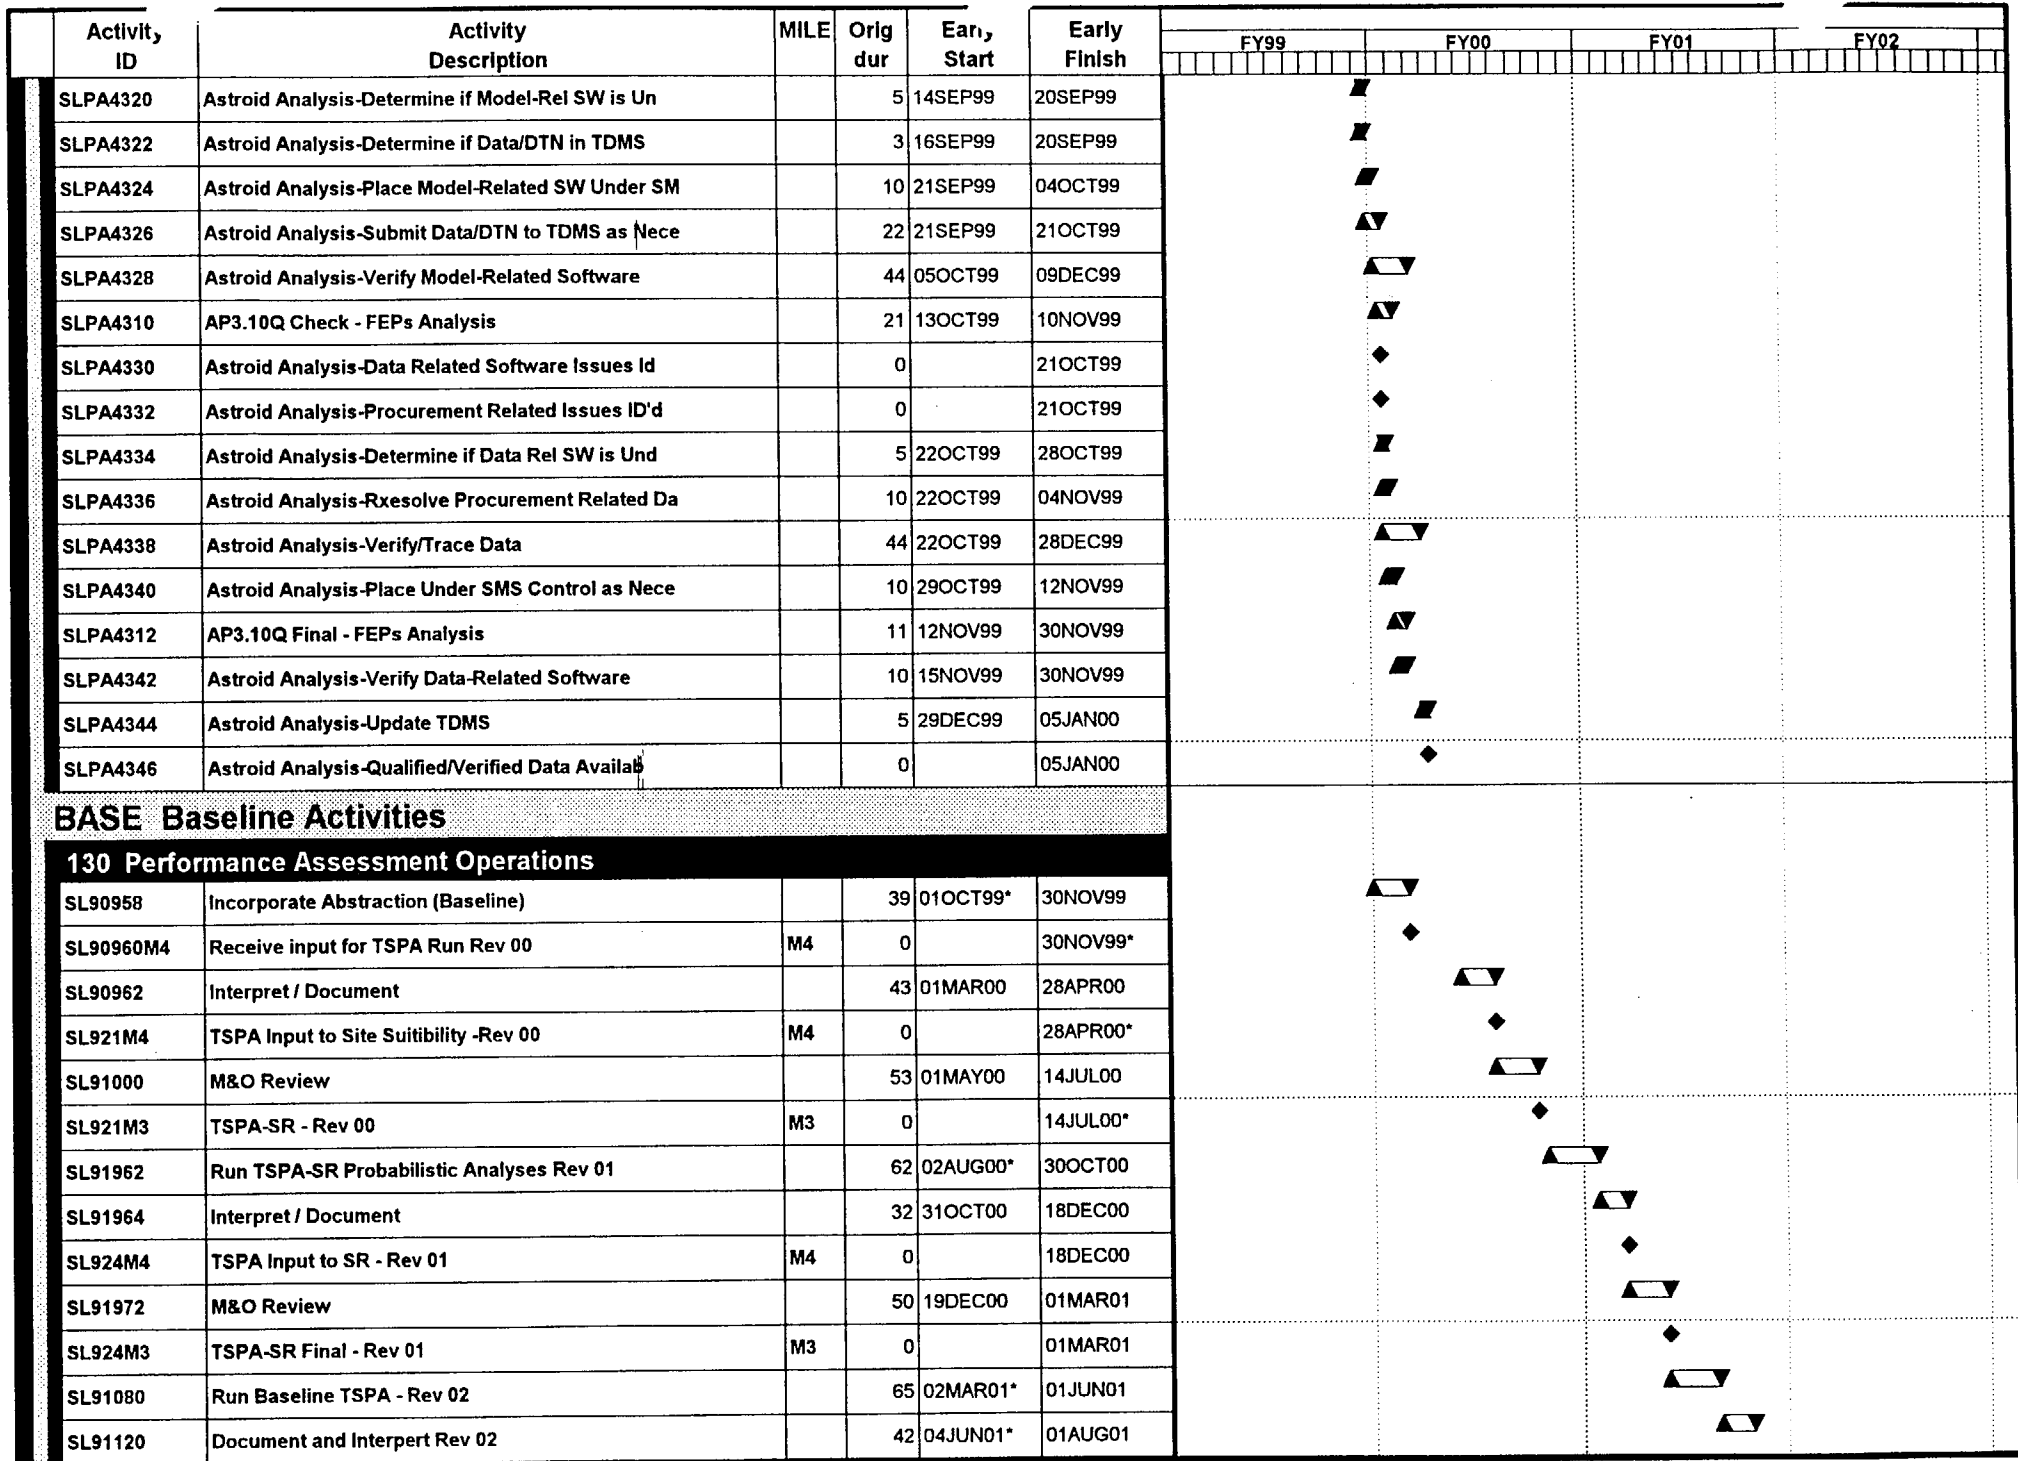 Activity ID Activity Description MILE Orig dur Early Start Early Finish
FY99 FY00 FY01 FY02
SLPA4320 Astroid Analysis-Determine if Model-Rel SW is Un 5 14SEP99 20SEP99
SLPA4322 Astroid Analysis-Determine if Data/DTN in TDMS 3 16SEP99 20SEP99
SLPA4324 Astroid Analysis-Place Model-Related SW Under SM 10 21SEP99 04OCT99
SLPA4326 Astroid Analysis-Submit Data/DTN to TDMS as Nece 22 21SEP99 21OCT99
SLPA4328 Astroid Analysis-Verify Model-Related Software 44 05OCT99 09DEC99
SLPA4310 AP3.10Q Check - FEPs Analysis 21 13OCT99 10NOV99
SLPA4330 Astroid Analysis-Data Related Software Issues Id 0 21OCT99
SLPA4332 Astroid Analysis-Procurement Related Issues ID'd 0 21OCT99
SLPA4334 Astroid Analysis-Determine if Data Rel SW is Und 5 22OCT99 28OCT99
SLPA4336 Astroid Analysis-Rxesolve Procurement Related Da 10 22OCT99 04NOV99
SLPA4338 Astroid Analysis-Verify/Trace Data 44 22OCT99 28DEC99
SLPA4340 Astroid Analysis-Place Under SMS Control as Nece 10 29OCT99 12NOV99
SLPA4312 AP3.10Q Final - FEPs Analysis 11 12NOV99 30NOV99
SLPA4342 Astroid Analysis-Verify Data-Related Software 10 15NOV99 30NOV99
SLPA4344 Astroid Analysis-Update TDMS 5 29DEC99 05JAN00
SLPA4346 Astroid Analysis-Qualified/Verified Data Availab 0 05JAN00
BASE Baseline Activities
130 Performance Assessment Operations
SL90958 Incorporate Abstraction (Baseline) 39 01OCT99* 30NOV99
SL90960M4 Receive input for TSPA Run Rev 00 M4 0 30NOV99*
SL90962 Interpret / Document 43 01MAR00 28APR00
SL921M4 TSPA Input to Site Suitibility -Rev 00 M4 0 28APR00*
SL91000 M&O Review 53 01MAY00 14JUL00
SL921M3 TSPA-SR - Rev 00 M3 0 14JUL00*
SL91962 Run TSPA-SR Probabilistic Analyses Rev 01 62 02AUG00* 30OCT00
SL91964 Interpret / Document 32 31OCT00 18DEC00
SL924M4 TSPA Input to SR - Rev 01 M4 0 18DEC00
SL91972 M&O Review 50 19DEC00 01MAR01
SL924M3 TSPA-SR Final - Rev 01 M3 0 01MAR01
SL91080 Run Baseline TSPA - Rev 02 65 02MAR01* 01JUN01
SL91120 Document and Interpert Rev 02 42 04JUN01* 01AUG01